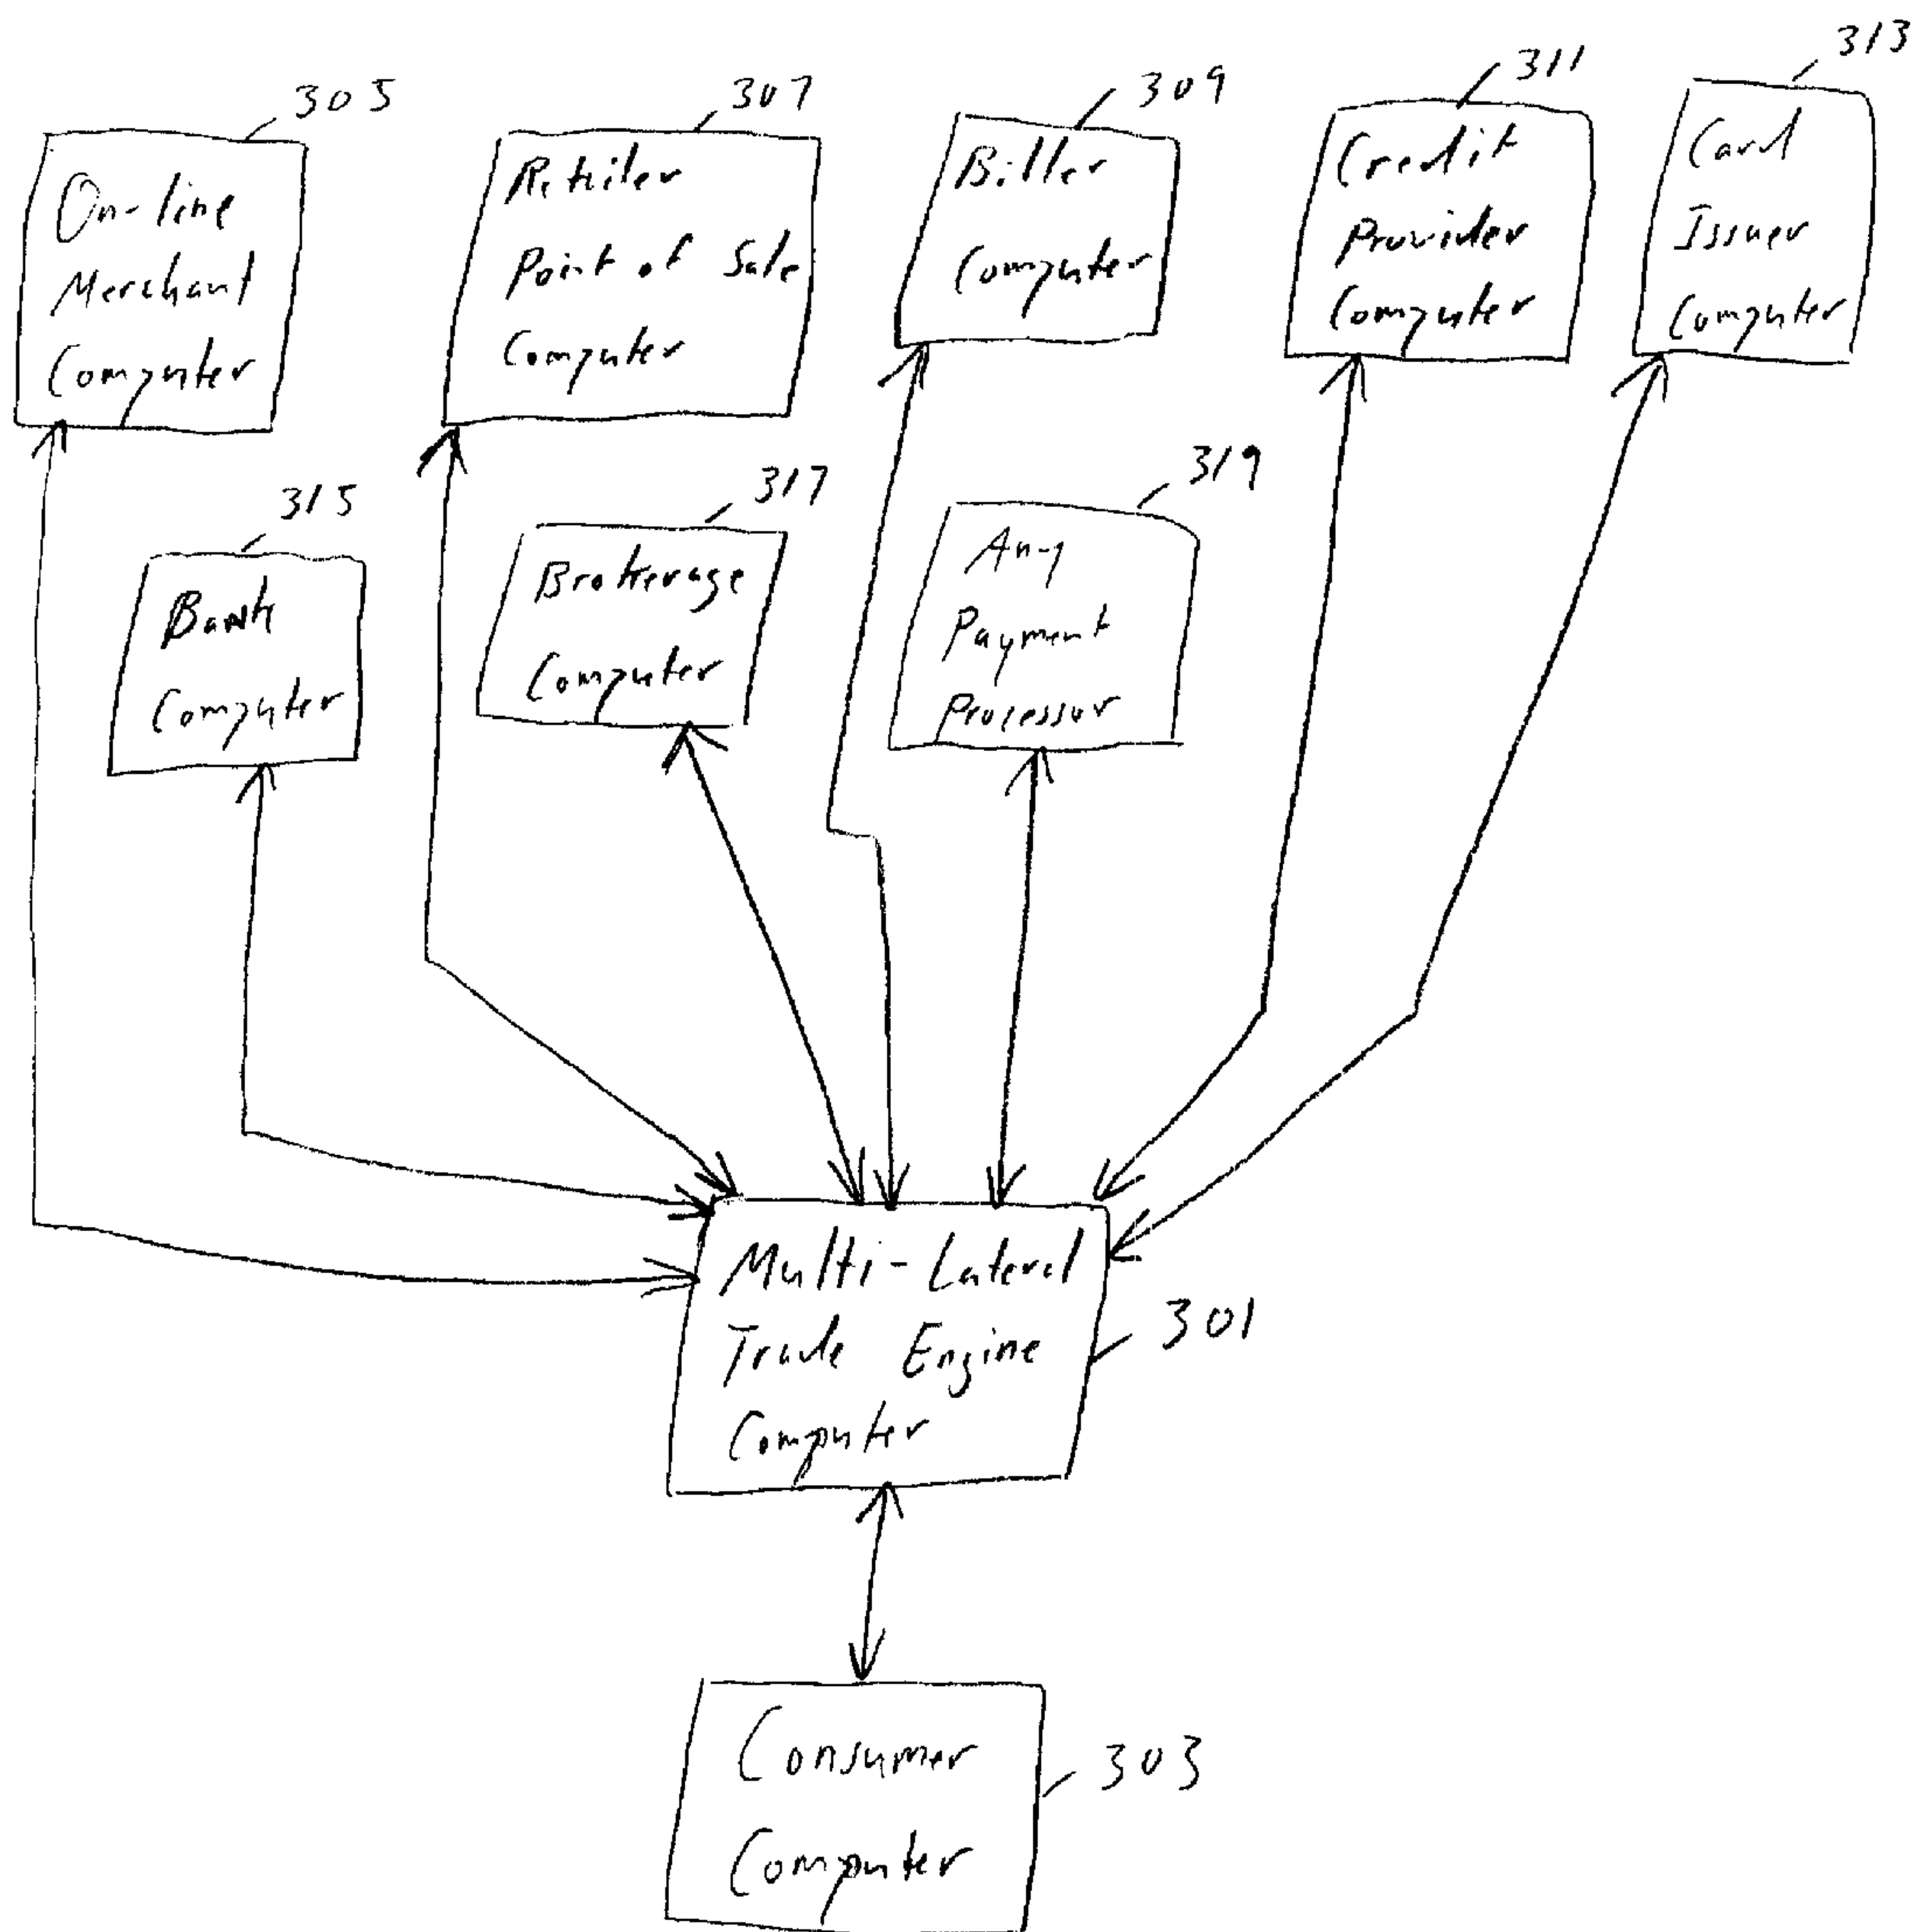 305
On-line
Merchant
Computer
307
Retailer
Point of Sale
Computer
309
Biller
Computer
311
Credit
Provider
Computer
313
Card
Issuer
Computer
315
Bank
Computer
317
Brokerage
Computer
319
Any
Payment
Processor
Multi-Lateral
Trade Engine
Computer
301
Consumer
Computer
303